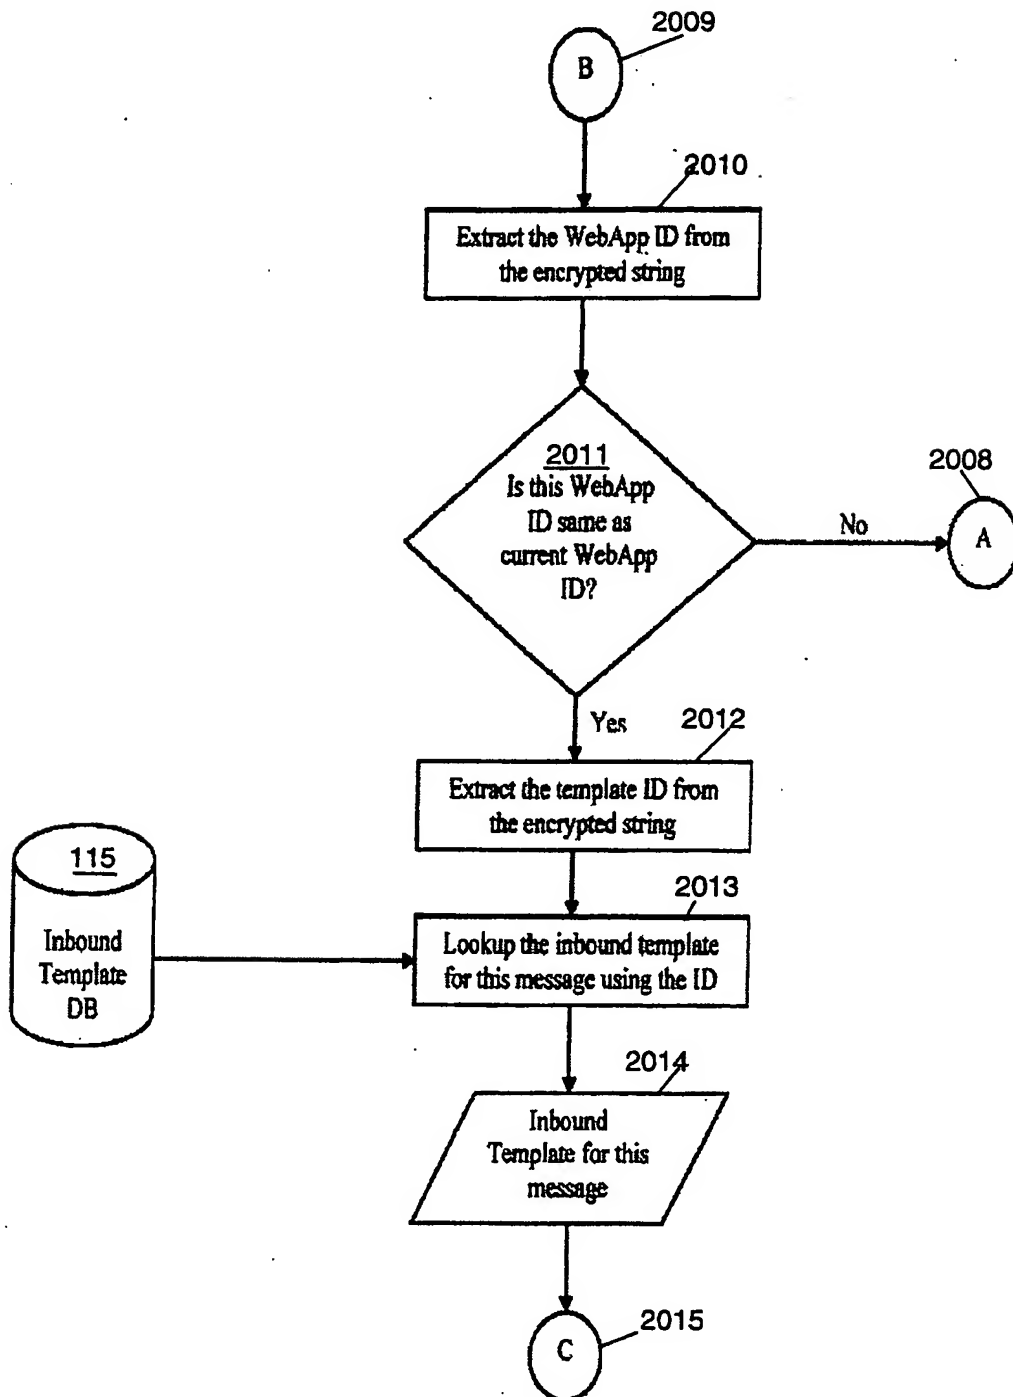 2009
B
2010
Extract the WebApp ID from
the encrypted string
2011
Is this WebApp
ID same as
current WebApp
ID?
No
2008
A
Yes
2012
Extract the template ID from
the encrypted string
115
Inbound
Template
DB
2013
Lookup the inbound template
for this message using the ID
2014
Inbound
Template for this
message
2015
C